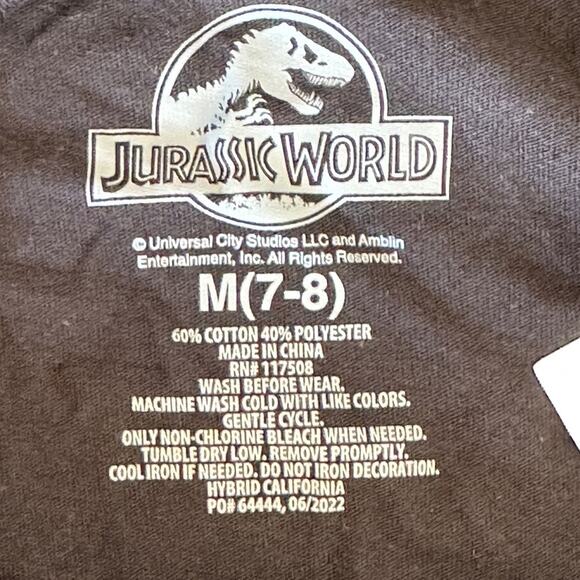 JURASSIC WORLD
© Universal City Studios LLC and Amblin
Entertainment, Inc. All Rights Reserved.
M(7-8)
60% COTTON 40% POLYESTER
MADE IN CHINA
RN# 117508
WASH BEFORE WEAR.
MACHINE WASH COLD WITH LIKE COLORS.
GENTLE CYCLE.
ONLY NON-CHLORINE BLEACH WHEN NEEDED.
TUMBLE DRY LOW. REMOVE PROMPTLY.
COOL IRON IF NEEDED. DO NOT IRON DECORATION.
HYBRID CALIFORNIA
PO# 64444, 06/2022